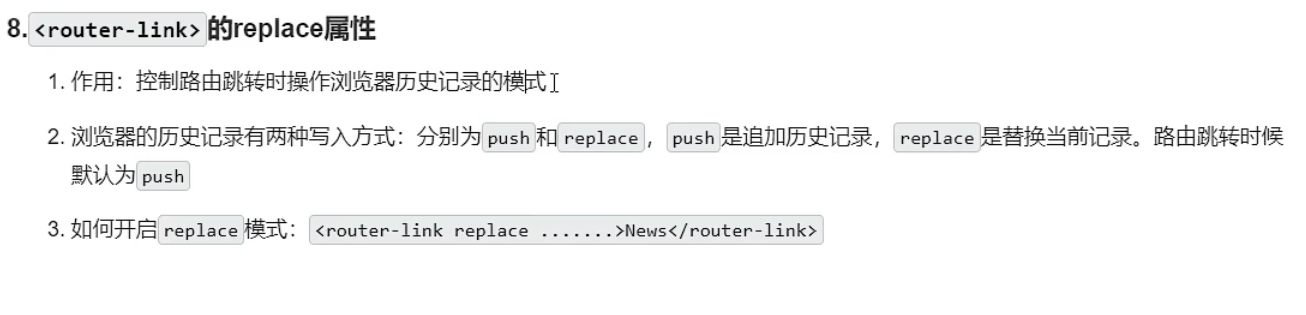 8.<router-link>的replace属性
1. 作用：控制路由跳转时操作浏览器历史记录的模式
2. 浏览器的历史记录有两种写入方式：分别为push和replace，push是追加历史记录，replace是替换当前记录。路由跳转时候
默认为push
3. 如何开启replace模式：<router-link replace .......>News</router-link>